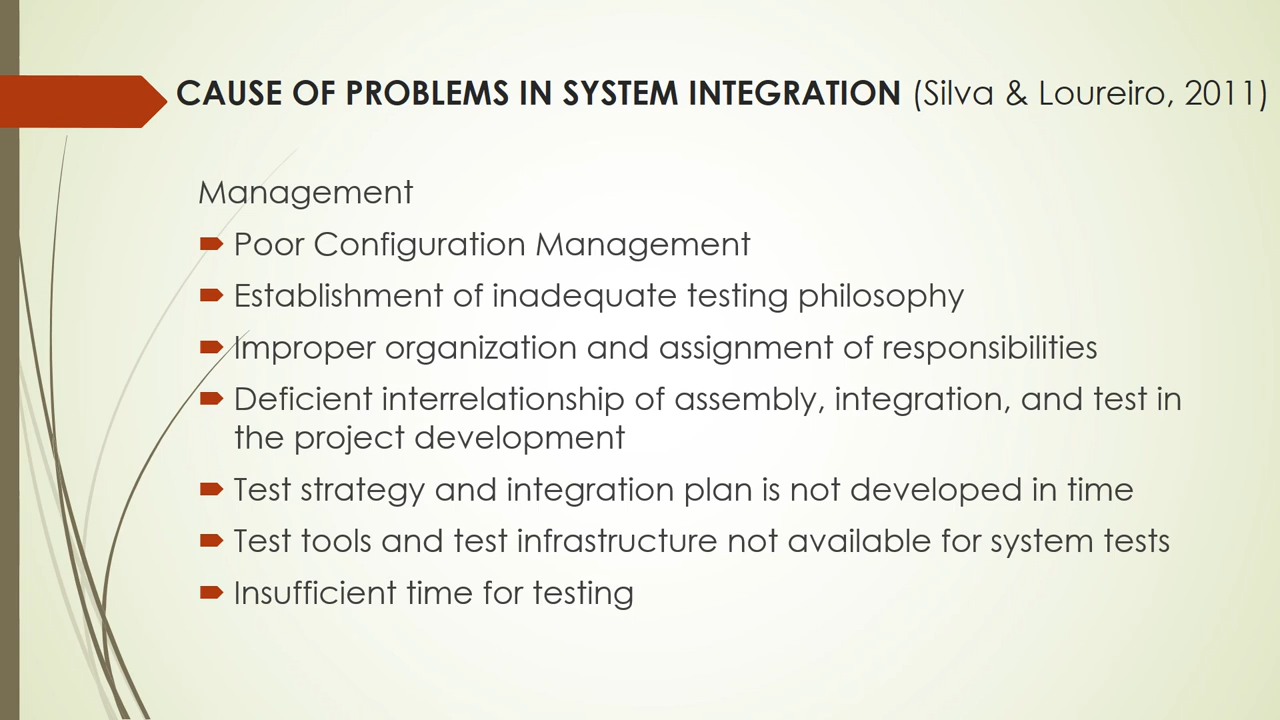 CAUSE OF PROBLEMS IN SYSTEM INTEGRATION (Silva & Loureiro, 2011)
Management
Poor Configuration Management
Establishment of inadequate testing philosophy
Improper organization and assignment of responsibilities
Deficient interrelationship of assembly, integration, and test in
the project development
Test strategy and integration plan is not developed in time
Test tools and test infrastructure not available for system tests
Insufficient time for testing